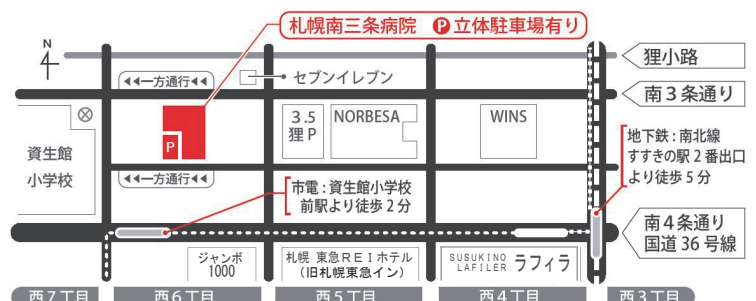 札幌南三条病院 P 立体駐車場有り
N
狸小路
◀◀一方通行◀◀
セブンイレブン
南3条通り
資生館
小学校
P
3.5
狸P
NORBESA
WINS
地下鉄:南北線
すすきの駅2番出口
より徒歩5分
◀◀一方通行◀◀
市電:資生館小学校
前駅より徒歩2分
南4条通り
国道36号線
ジャンボ
1000
札幌 東急REIホテル
(旧札幌東急イン)
SUSUKINO
LAFILER ラフィラ
西7丁目
西6丁目
西5丁目
西4丁目
西3丁目